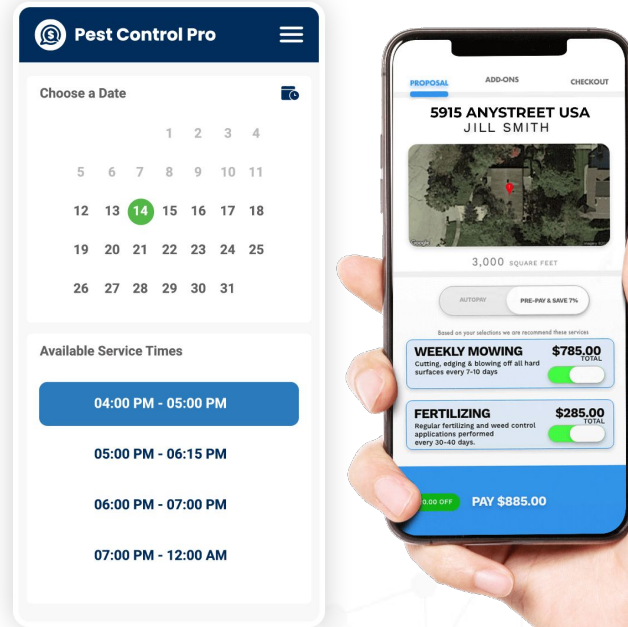 Pest Control Pro
Choose a Date
1 2 3 4
5 6 7 8 9 10 11
12 13 14 15 16 17 18
19 20 21 22 23 24 25
26 27 28 29 30 31
Available Service Times
04:00 PM - 05:00 PM
05:00 PM - 06:15 PM
06:00 PM - 07:00 PM
07:00 PM - 12:00 AM
PROPOSAL ADD-ONS CHECKOUT
5915 ANYSTREET USA
JILL SMITH
Google
3,000 SQUARE FEET
AUTOPAY PRE-PAY & SAVE 7%
Based on your selections we are recommend these services
WEEKLY MOWING $785.00
TOTAL
Cutting, edging & blowing off all hard
surfaces every 7-10 days
FERTILIZING $285.00
TOTAL
Regular fertilizing and weed control
applications performed
every 30-40 days.
0.00 OFF PAY $885.00